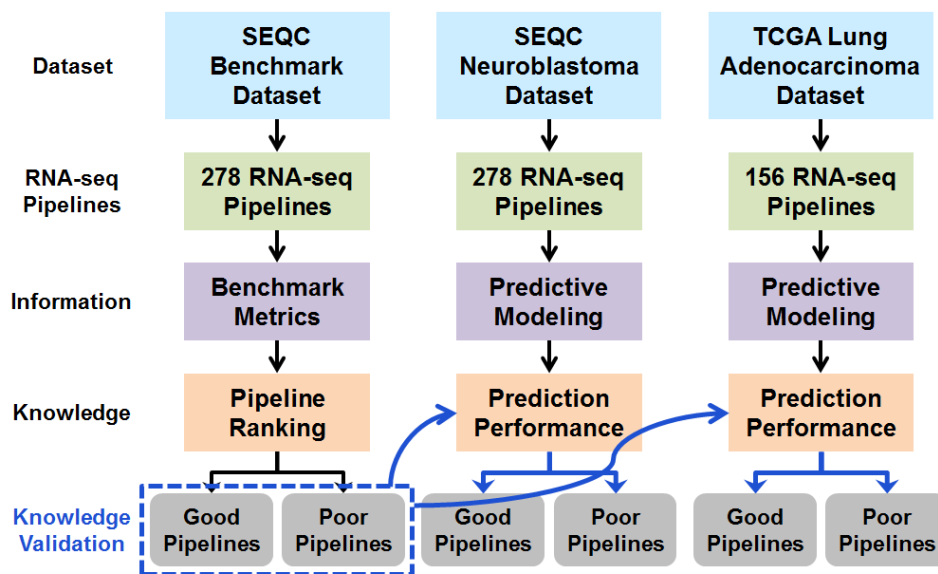 Dataset
SEQC
Benchmark
Dataset
SEQC
Neuroblastoma
Dataset
TCGA Lung
Adenocarcinoma
Dataset
RNA-seq
Pipelines
278 RNA-seq
Pipelines
278 RNA-seq
Pipelines
156 RNA-seq
Pipelines
Information
Benchmark
Metrics
Predictive
Modeling
Predictive
Modeling
Knowledge
Pipeline
Ranking
Prediction
Performance
Prediction
Performance
Knowledge
Validation
Good
Pipelines
Poor
Pipelines
Good
Pipelines
Poor
Pipelines
Good
Pipelines
Poor
Pipelines